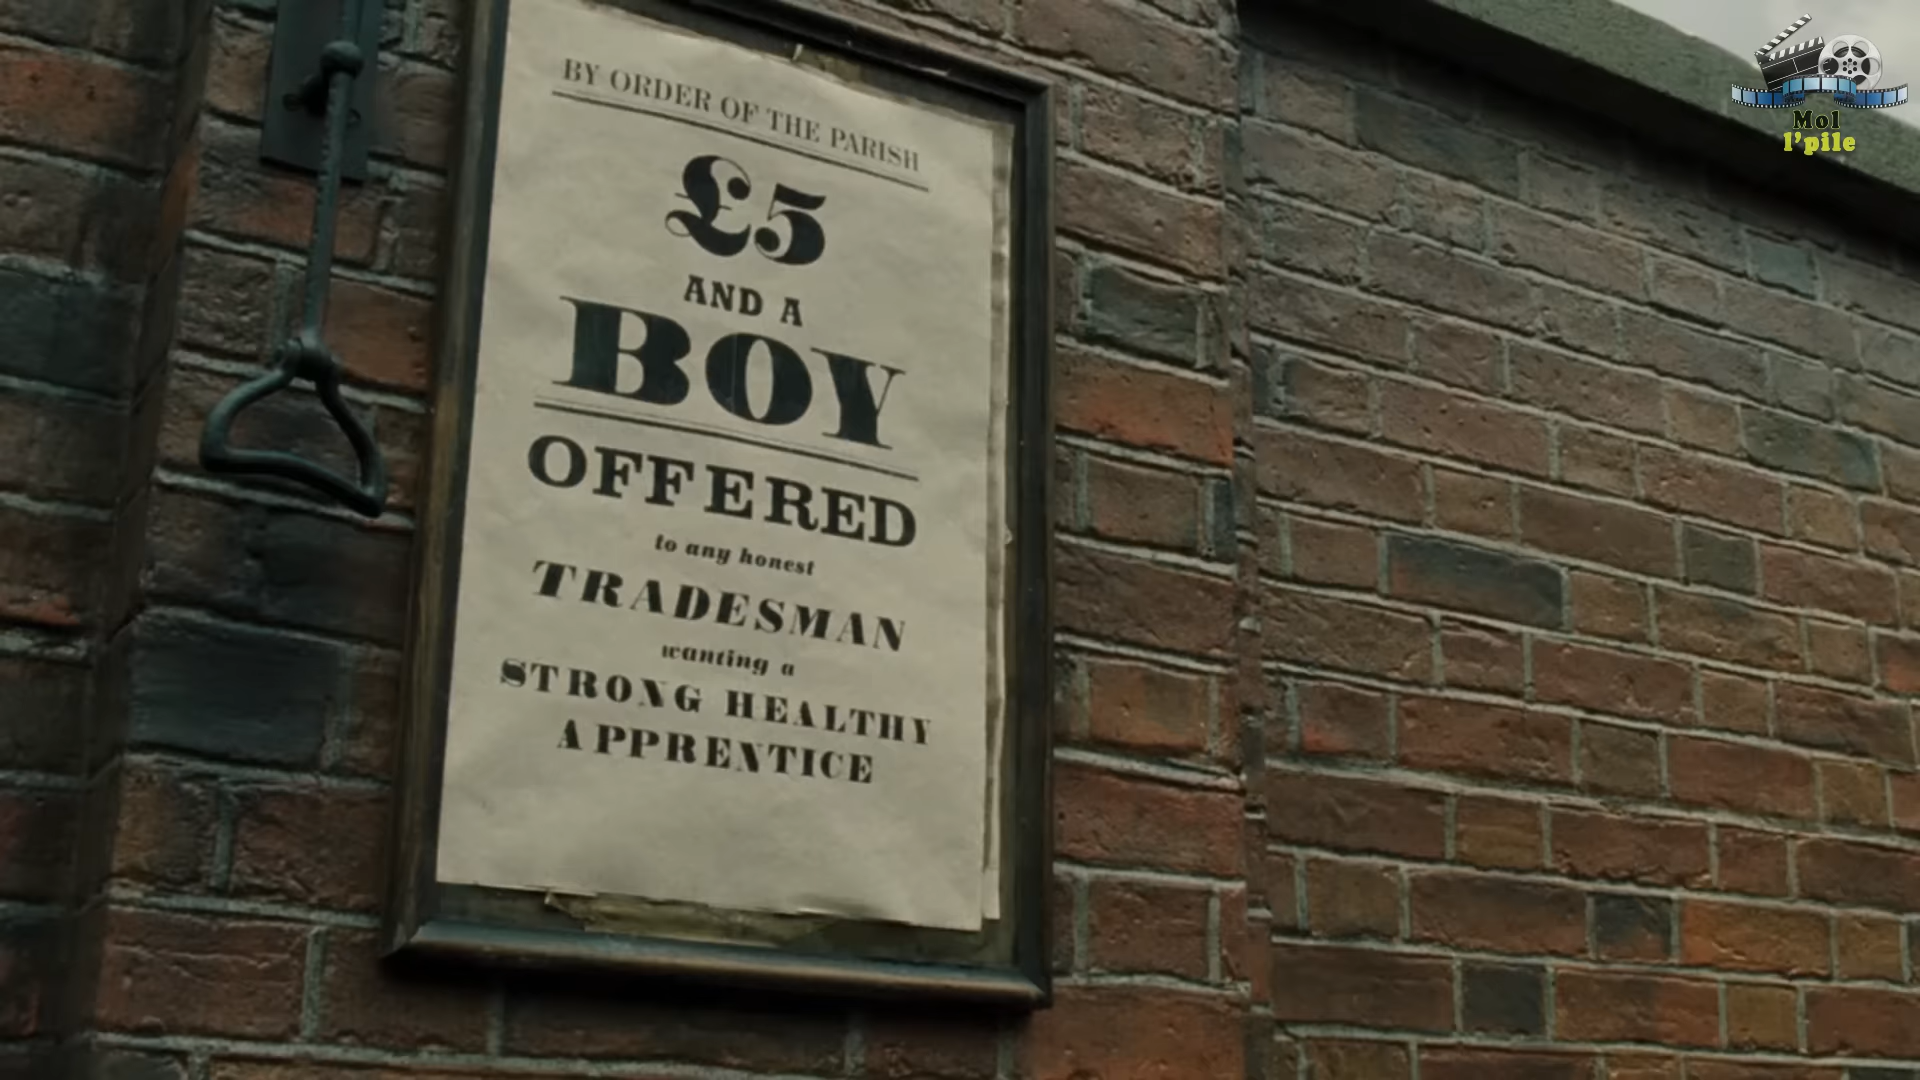 BY ORDER OF THE PARISH
£5
AND A
BOY
OFFERED
to any honest
TRADESMAN
wanting a
STRONG HEALTHY
APPRENTICE
Mol
l'pile